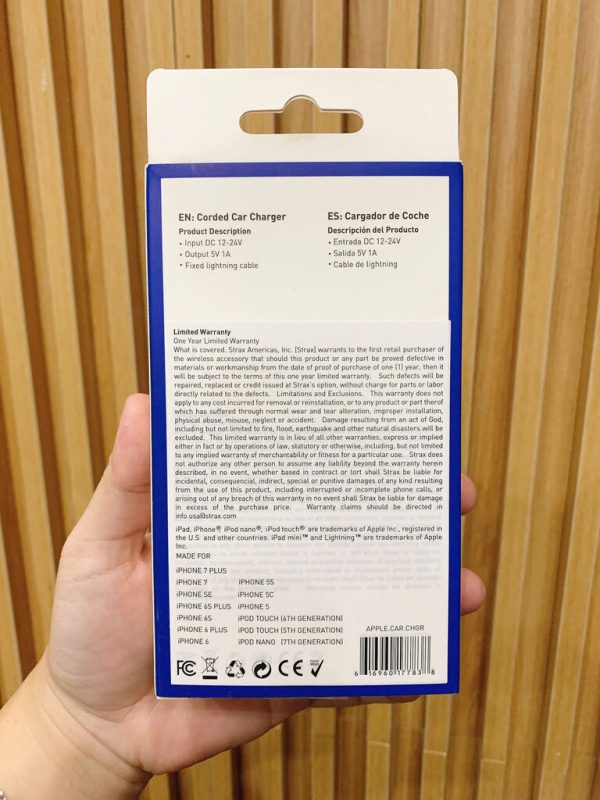 EN: Corded Car Charger
Product Description
• Input DC 12-24V
• Output 5V 1A
• Fixed lightning cable
ES: Cargador de Coche
Descripción del Producto
• Entrada DC 12-24V
• Salida 5V 1A
• Cable de lightning
Limited Warranty
One Year Limited Warranty
What is covered. Strax Americas, Inc. [Strax] warrants to the first retail purchaser of
the wireless accessory that should this product or any part be proved defective in
materials or workmanship from the date of proof of purchase of one (1) year, then it
will be subject to the terms of this one year limited warranty. Such defects will be
repaired, replaced or credit issued at Strax's option, without charge for parts or labor
directly related to the defects. Limitations and Exclusions. This warranty does not
apply to any cost incurred for removal or reinstallation, or to any product or part therof
which has suffered through normal wear and tear alteration, improper installation,
physical abuse, misuse, neglect or accident. Damage resulting from an act of God,
including but not limited to fire, flood, earthquake and other natural disasters will be
excluded. This limited warranty is in lieu of all other warranties, express or implied
either in fact or by operations of law, statutory or otherwise, including, but not limited
to any implied warranty of merchantability or fitness for a particular use. Strax does
not authorize any other person to assume any liability beyond the warranty herein
described, in no event, whether based in contract or tort shall Strax be liable for
incidental, consequencial, indirect, special or punitive damages of any kind resulting
from the use of this product, including interrupted or incomplete phone calls, or
arising out of any breach of this warranty in no event shall Strax be liable for damage
in excess of the purchase price. Warranty claims should be directed in
info.usa@strax.com
iPad, iPhone®, iPod nano®, iPod touch® are trademarks of Apple Inc., registered in
the U.S and other countries. iPad mini™ and Lightning™ are trademarks of Apple
Inc.
MADE FOR
iPHONE 7 PLUS
iPHONE 7
iPHONE SE
iPHONE 6S PLUS
iPHONE 6S
iPHONE 6 PLUS
iPHONE 6
iPHONE 5S
iPHONE 5C
iPHONE 5
iPOD TOUCH [6TH GENERATION]
iPOD TOUCH [5TH GENERATION]
iPOD NANO [7TH GENERATION]
APPLE.CAR.CHGR
6 16960 17783 8
FC CE